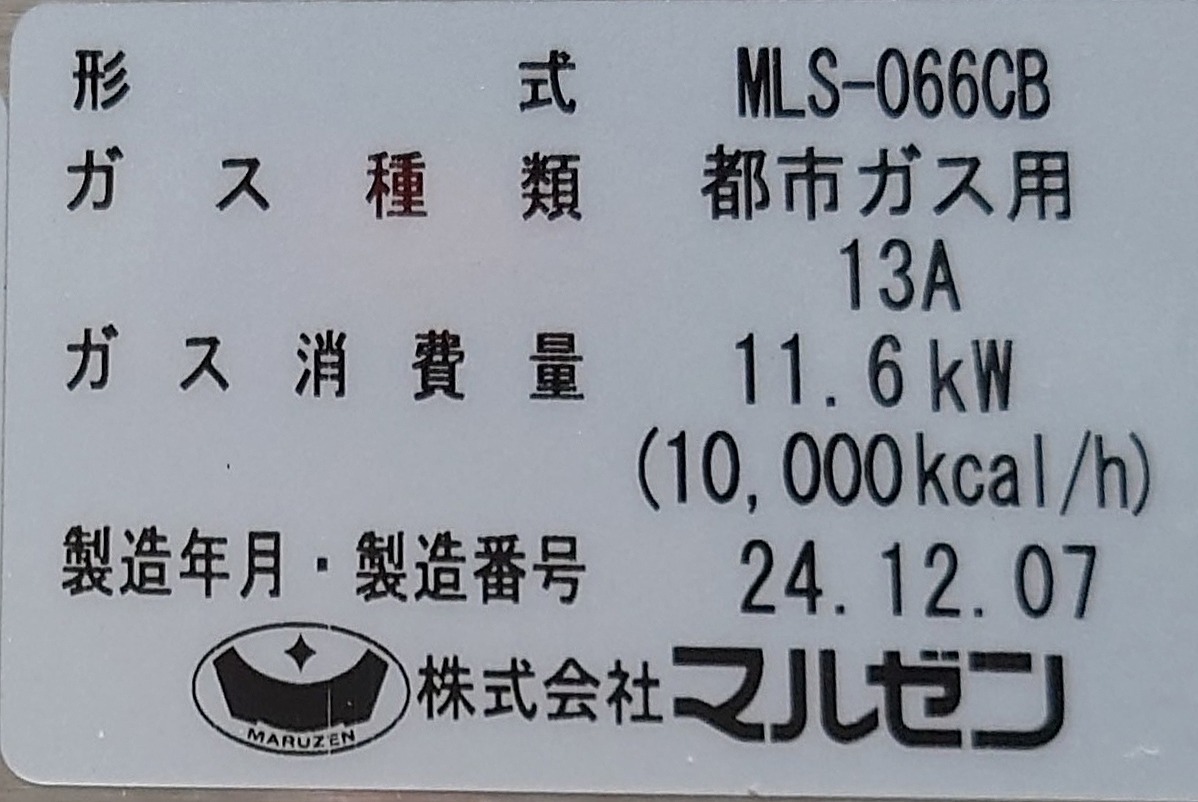 形式 MLS-066CB
ガス種類 都市ガス用
13A
ガス消費量 11.6kW
(10,000kcal/h)
製造年月・製造番号 24.12.07
MARUZEN 株式会社マルゼン